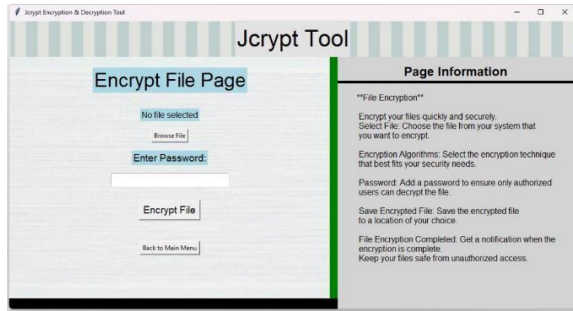 Jcrypt Encryption & Decryption Tool
Jcrypt Tool
Encrypt File Page
No file selected
Browse File
Enter Password:
Encrypt File
Back to Main Menu
Page Information
**File Encryption**
Encrypt your files quickly and securely.
Select File: Choose the file from your system that
you want to encrypt.
Encryption Algorithms: Select the encryption technique
that best fits your security needs.
Password: Add a password to ensure only authorized
users can decrypt the file.
Save Encrypted File: Save the encrypted file
to a location of your choice.
File Encryption Completed: Get a notification when the
encryption is complete.
Keep your files safe from unauthorized access.